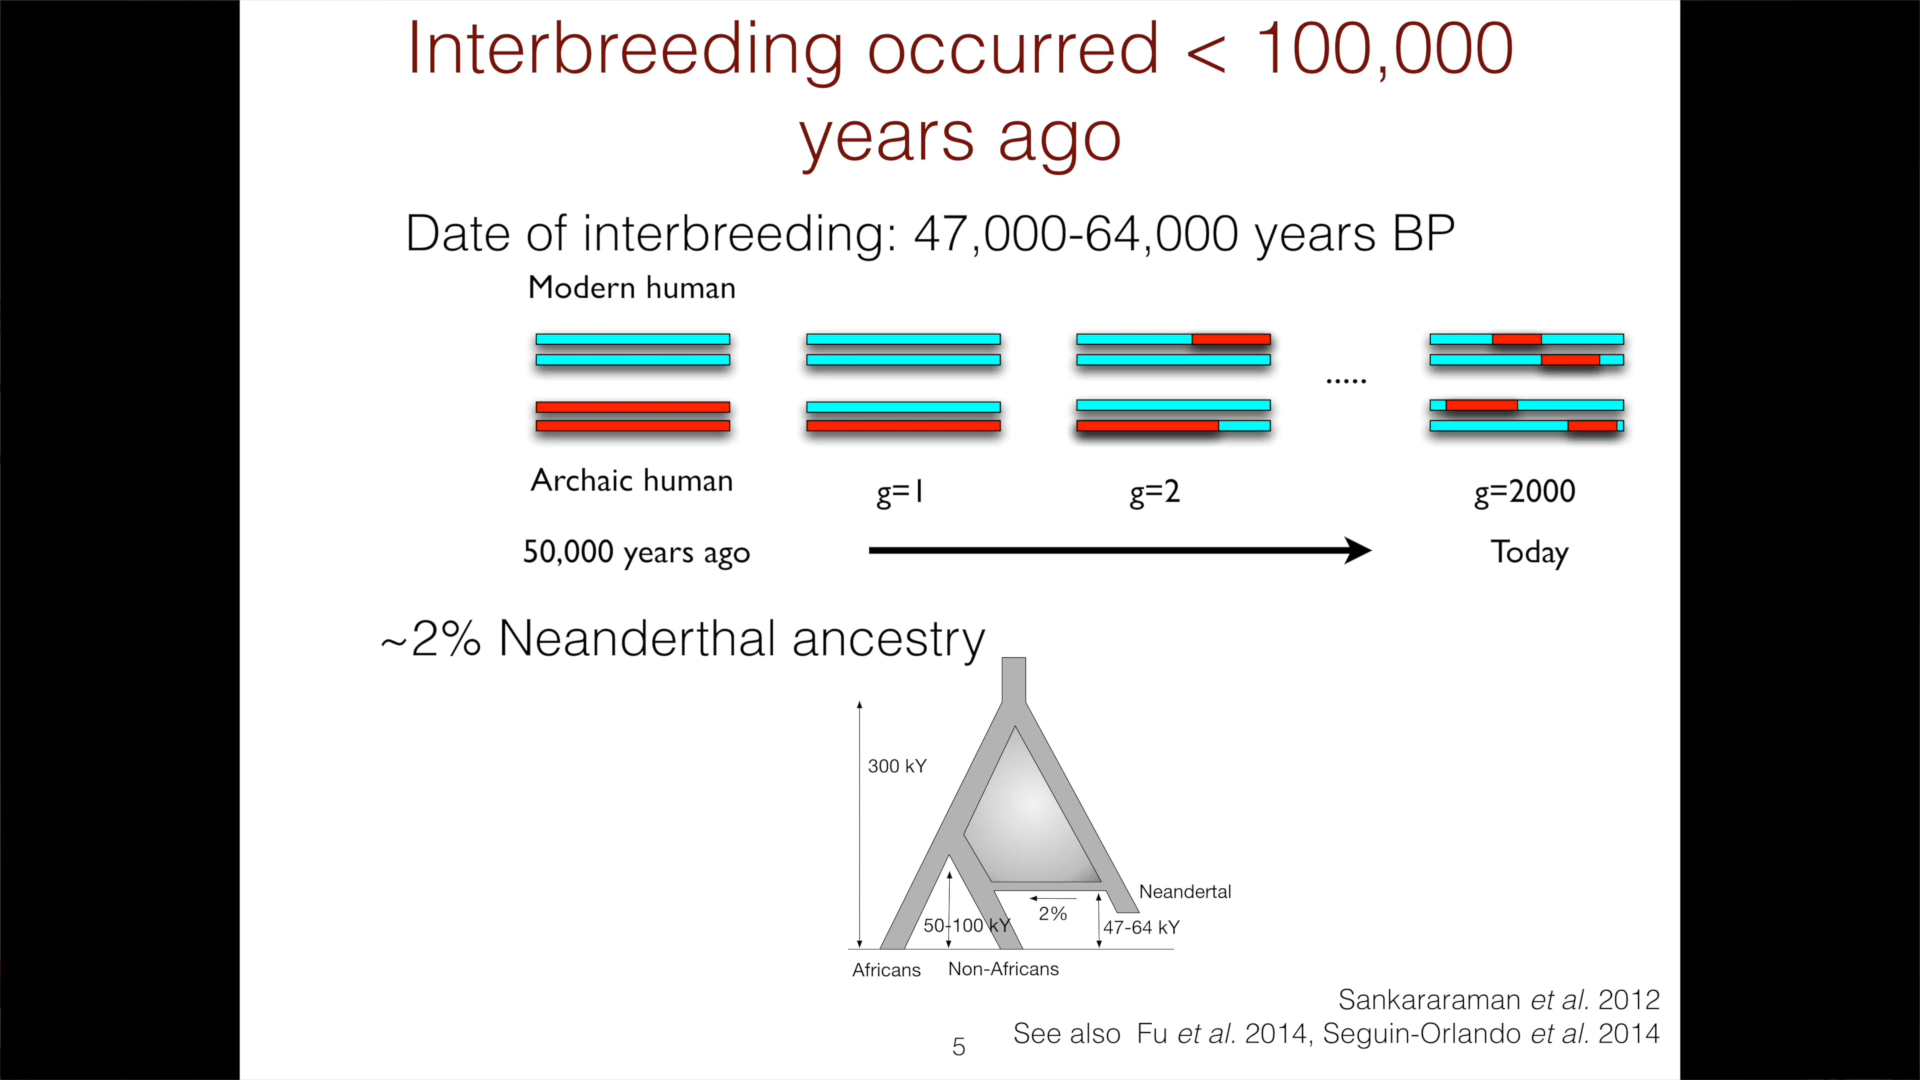 Interbreeding occurred < 100,000
years ago
Date of interbreeding: 47,000-64,000 years BP
Modern human
.....
Archaic human
g=1
g=2
g=2000
50,000 years ago
Today
~2% Neanderthal ancestry
300 kY
Neandertal
2%
50-100 kY
47-64 kY
Africans
Non-Africans
Sankararaman et al. 2012
See also Fu et al. 2014, Seguin-Orlando et al. 2014
5